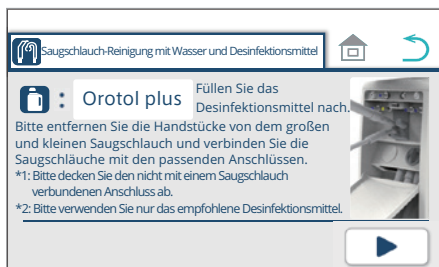 Saugschlauch-Reinigung mit Wasser und Desinfektionsmittel
: Orotol plus Füllen Sie das
Desinfektionsmittel nach.
Bitte entfernen Sie die Handstücke von dem großen
und kleinen Saugschlauch und verbinden Sie die
Saugschläuche mit den passenden Anschlüssen.
*1: Bitte decken Sie den nicht mit einem Saugschlauch
verbundenen Anschluss ab.
*2: Bitte verwenden Sie nur das empfohlene Desinfektionsmittel.